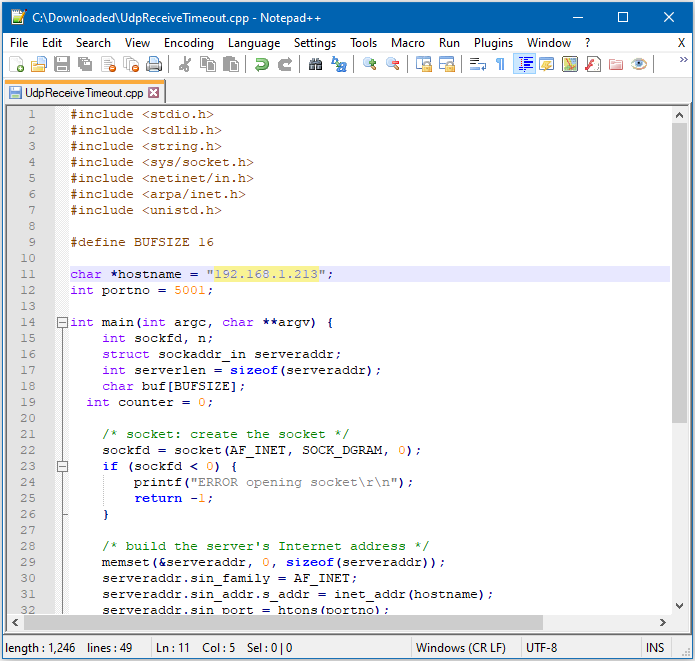 C:\Downloaded\UdpReceiveTimeout.cpp - Notepad++
File Edit Search View Encoding Language Settings Tools Macro Run Plugins Window ? X
UdpReceiveTimeout.cpp
1 #include <stdio.h>
2 #include <stdlib.h>
3 #include <string.h>
4 #include <sys/socket.h>
5 #include <netinet/in.h>
6 #include <arpa/inet.h>
7 #include <unistd.h>
8
9 #define BUFSIZE 16
10
11 char *hostname = "192.168.1.213";
12 int portno = 5001;
13
14 int main(int argc, char **argv) {
15     int sockfd, n;
16     struct sockaddr_in serveraddr;
17     int serverlen = sizeof(serveraddr);
18     char buf[BUFSIZE];
19   int counter = 0;
20
21     /* socket: create the socket */
22     sockfd = socket(AF_INET, SOCK_DGRAM, 0);
23     if (sockfd < 0) {
24         printf("ERROR opening socket\r\n");
25         return -1;
26     }
27
28     /* build the server's Internet address */
29     memset(&serveraddr, 0, sizeof(serveraddr));
30     serveraddr.sin_family = AF_INET;
31     serveraddr.sin_addr.s_addr = inet_addr(hostname);
32     serveraddr.sin_port = htons(portno);
length : 1,246 lines : 49 Ln : 11 Col : 5 Sel : 0 | 0 Windows (CR LF) UTF-8 INS